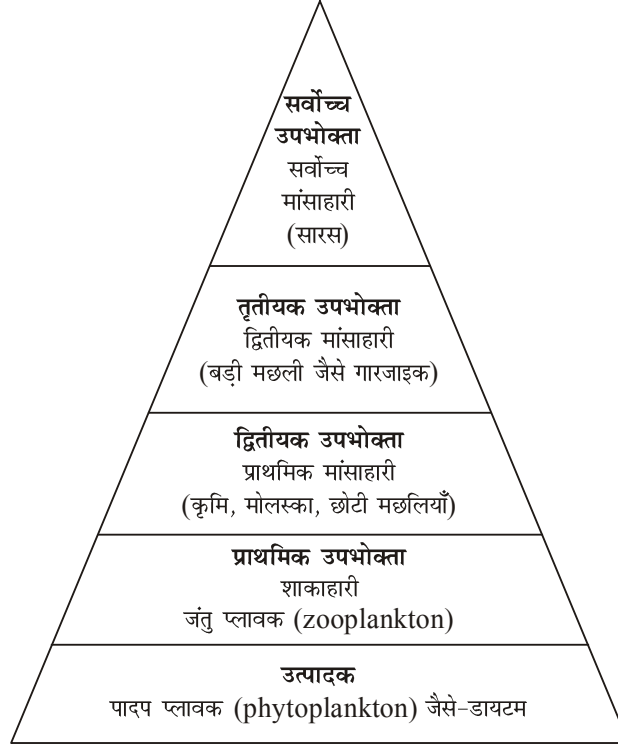 सर्वोच्च
उपभोक्ता
सर्वोच्च
मांसाहारी
(सारस)
तृतीयक उपभोक्ता
द्वितीयक मांसाहारी
(बड़ी मछली जैसे गारजाइक)
द्वितीयक उपभोक्ता
प्राथमिक मांसाहारी
(कृमि, मोलस्का, छोटी मछलियाँ)
प्राथमिक उपभोक्ता
शाकाहारी
जंतु प्लावक (zooplankton)
उत्पादक
पादप प्लावक (phytoplankton) जैसे-डायटम